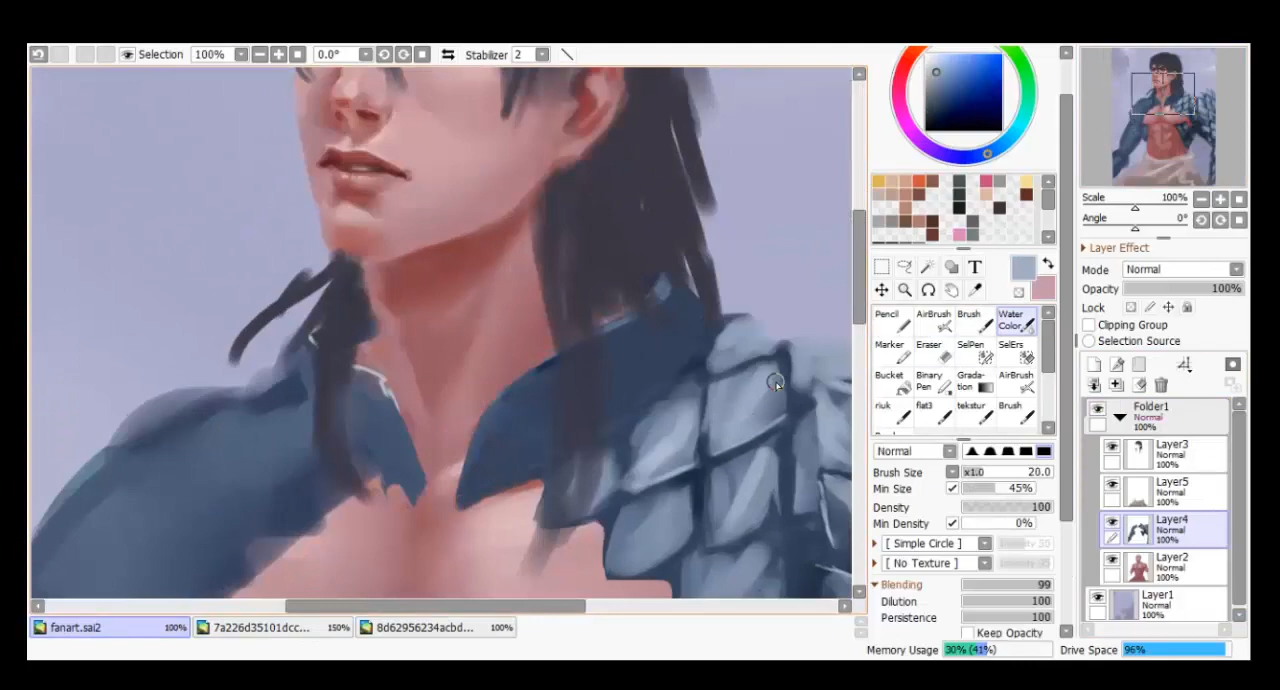 Selection 100% 0.0° Stabilizer 2
Scale 100%
Angle 0°
Layer Effect
Mode Normal
Opacity 100%
Lock
Clipping Group
Selection Source
T
Pencil AirBrush Brush Water Color
Marker Eraser SelPen SelErs
Bucket Binary Pen Grada-tion AirBrush
riuk flat3 tekstur Brush
Normal
Brush Size x1.0 20.0
Min Size 45%
Density 100
Min Density 0%
[ Simple Circle ]
[ No Texture ]
Blending 99
Dilution 100
Persistence 100
Keep Opacity
Folder1
Normal
100%
Layer3
Normal
100%
Layer5
Normal
100%
Layer4
Normal
100%
Layer2
Normal
100%
Layer1
Normal
fanart.sai2 100% 7a226d35101dcc... 150% 8d62956234acbd... 100%
Memory Usage 30% (41%) Drive Space 96%